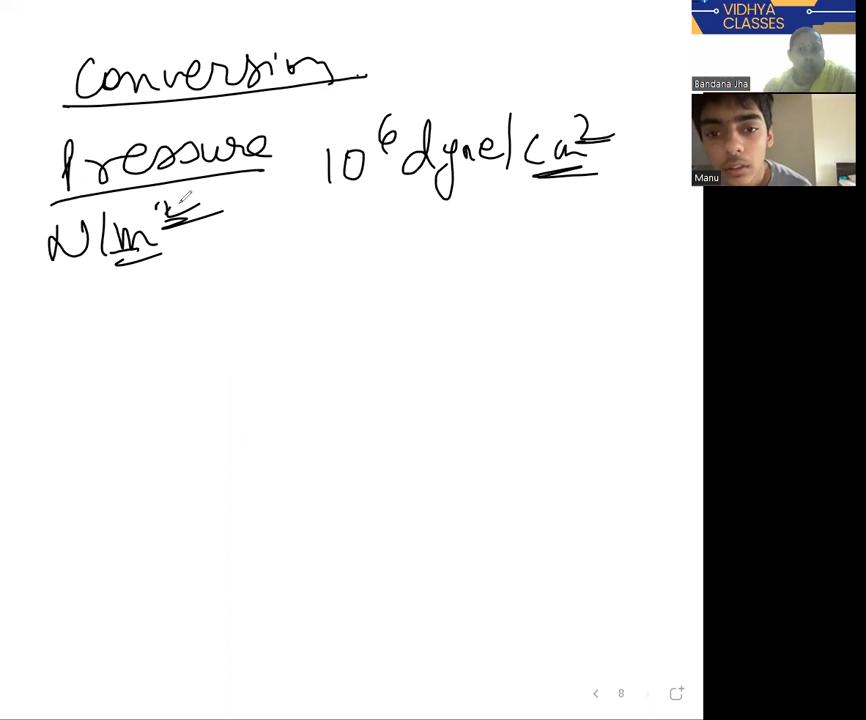 Conversion
Pressure 10⁶ dyne/cm²
N/m²
VIDHYA
CLASSES
Bandana Jha
Manu
8